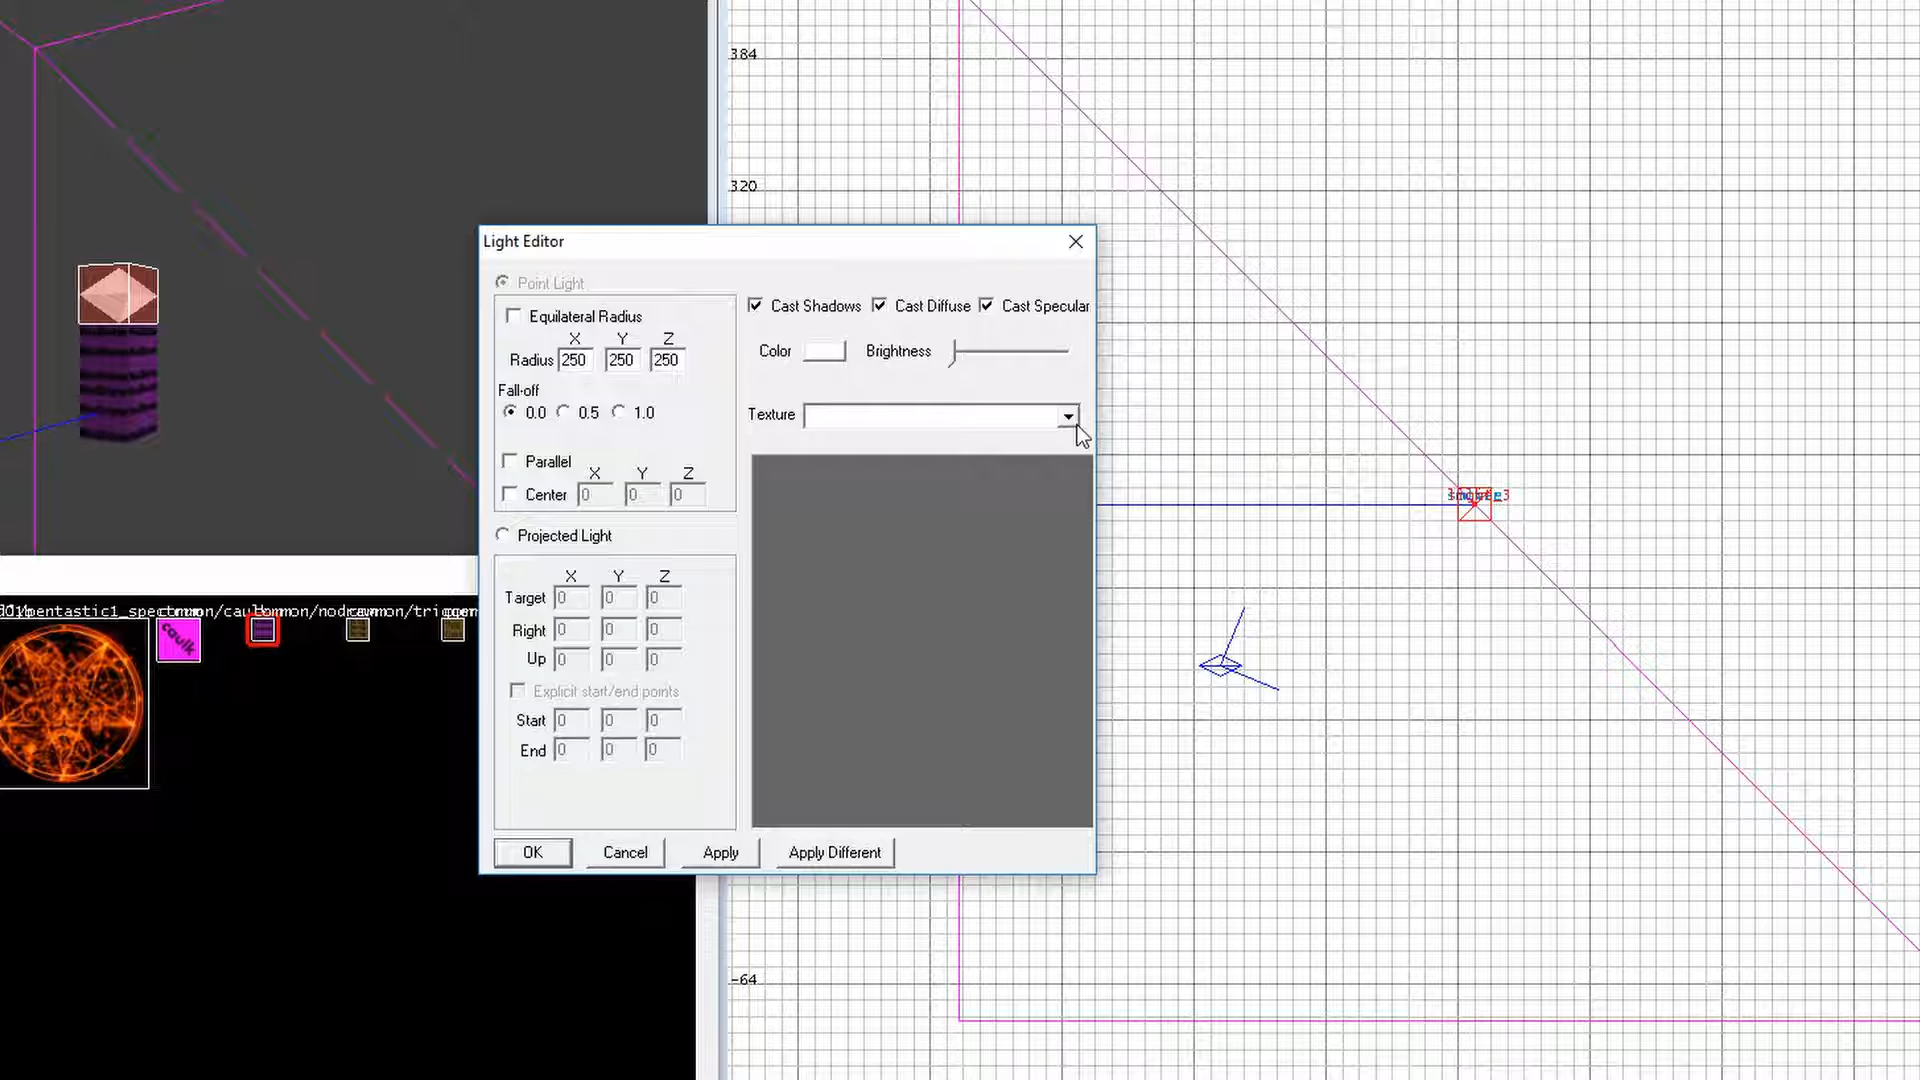 384
320
Light Editor
Point Light
Equilateral Radius
X Y Z
Radius 250 250 250
Fall-off
0.0 0.5 1.0
Parallel
X Y Z
Center 0 0 0
Projected Light
X Y Z
Target 0 0 0
Right 0 0 0
Up 0 0 0
Explicit start/end points
Start 0 0 0
End 0 0 0
Cast Shadows Cast Diffuse Cast Specular
Color Brightness
Texture
OK Cancel Apply Apply Different
caulk
-64